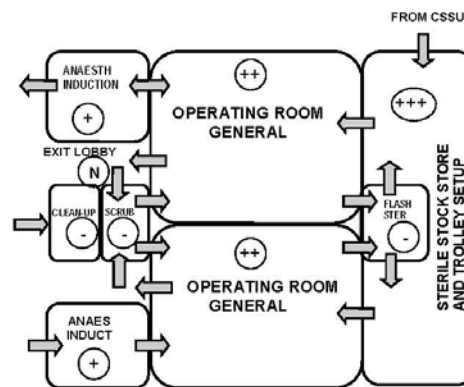 FROM CSSU
ANAESTH
INDUCTION
+
++
OPERATING ROOM
GENERAL
+++
EXIT LOBBY
N
CLEAN-UP
-
SCRUB
-
FLASH
STER
-
STERILE STOCK STORE
AND TROLLEY SETUP
++
OPERATING ROOM
GENERAL
ANAES
INDUCT
+